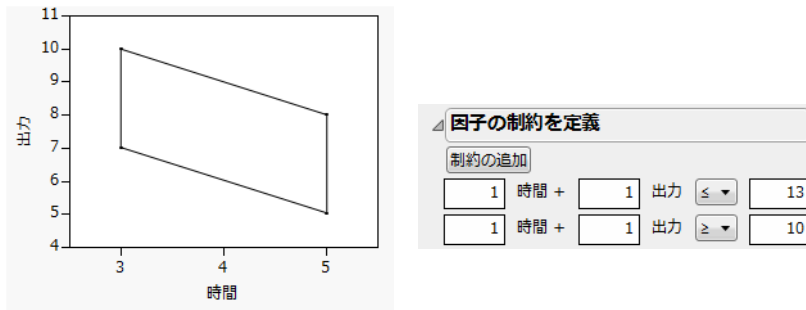 11
10
9
8
7
6
5
4
出力
3 4 5
時間
因子の制約を定義
制約の追加
1 時間 + 1 出力 ≤ 13
1 時間 + 1 出力 ≥ 10